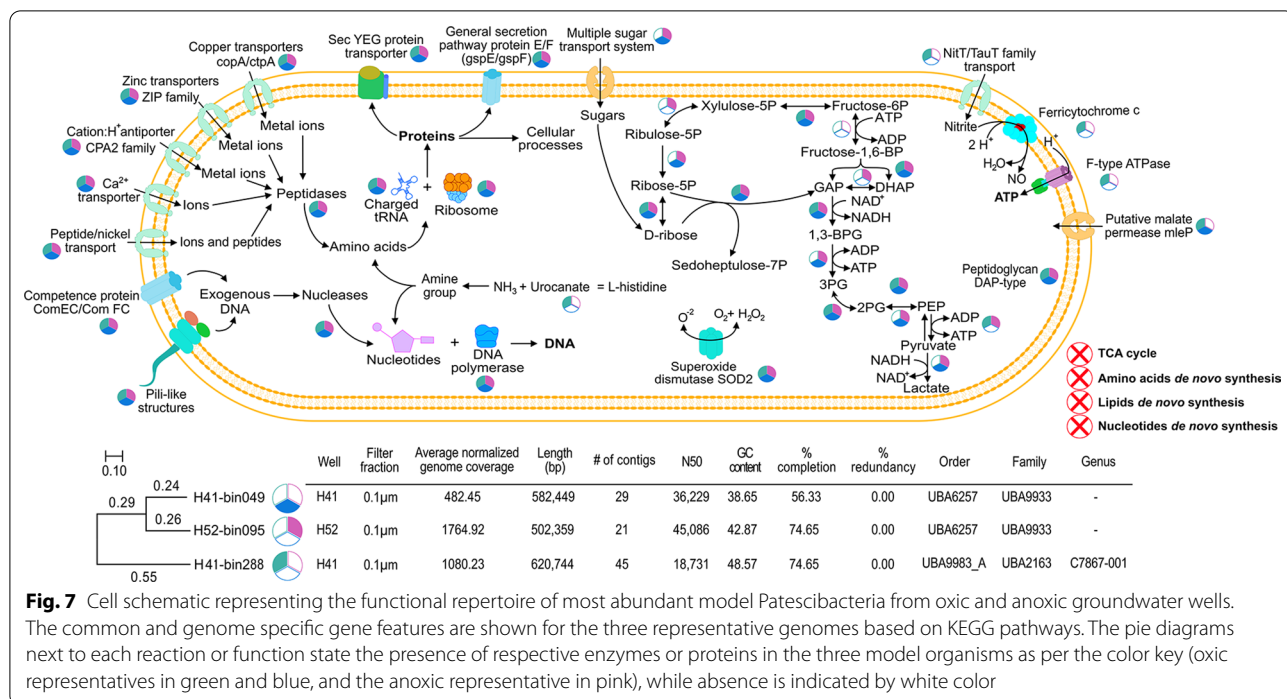 Copper transporters
copA/ctpA
Sec YEG protein
transporter
General secretion
pathway protein E/F
(gspE/gspF)
Multiple sugar
transport system
NitT/TauT family
transport
Zinc transporters
ZIP family
Cation:H⁺antiporter
CPA2 family
Ca²⁺
transporter
Peptide/nickel
transport
Competence protein
ComEC/Com FC
Pili-like
structures
Metal ions
Metal ions
Metal ions
Ions
Ions and peptides
Exogenous
DNA
Peptidases
Nucleases
Proteins
Cellular
processes
Charged
tRNA
+
Ribosome
Amino acids
Amine
group
NH₃ + Urocanate = L-histidine
Nucleotides
+
DNA
polymerase
DNA
Sugars
Xylulose-5P
Ribulose-5P
Ribose-5P
D-ribose
Sedoheptulose-7P
Fructose-6P
ATP
ADP
Fructose-1,6-BP
GAP
DHAP
NAD⁺
NADH
1,3-BPG
ADP
ATP
3PG
2PG
PEP
ADP
ATP
Pyruvate
NADH
NAD⁺
Lactate
O⁻²
O₂+ H₂O₂
Superoxide
dismutase SOD2
Nitrite
2 H⁺
H₂O
NO
Ferricytochrome c
H⁺
F-type ATPase
ATP
Putative malate
permease mleP
Peptidoglycan
DAP-type
TCA cycle
Amino acids de novo synthesis
Lipids de novo synthesis
Nucleotides de novo synthesis
0.10
0.24
0.29
0.26
0.55
Well Filter fraction Average normalized genome coverage Length (bp) # of contigs N50 GC content % completion % redundancy Order Family Genus
H41-bin049 H41 0.1µm 482.45 582,449 29 36,229 38.65 56.33 0.00 UBA6257 UBA9933 -
H52-bin095 H52 0.1µm 1764.92 502,359 21 45,086 42.87 74.65 0.00 UBA6257 UBA9933 -
H41-bin288 H41 0.1µm 1080.23 620,744 45 18,731 48.57 74.65 0.00 UBA9983_A UBA2163 C7867-001
Fig. 7 Cell schematic representing the functional repertoire of most abundant model Patescibacteria from oxic and anoxic groundwater wells.
The common and genome specific gene features are shown for the three representative genomes based on KEGG pathways. The pie diagrams
next to each reaction or function state the presence of respective enzymes or proteins in the three model organisms as per the color key (oxic
representatives in green and blue, and the anoxic representative in pink), while absence is indicated by white color